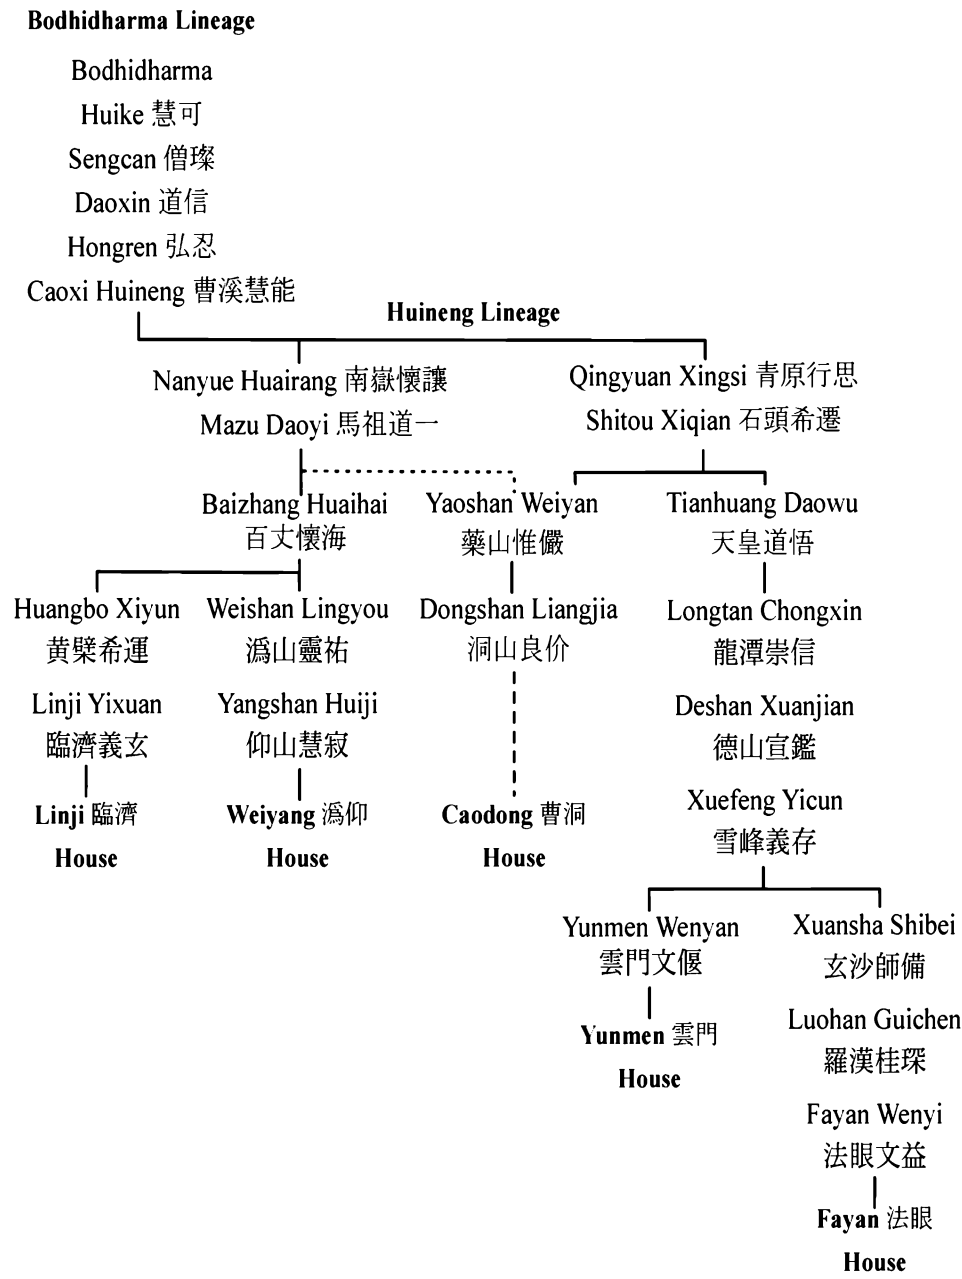 Bodhidharma Lineage
Bodhidharma
Huike 慧可
Sengcan 僧璨
Daoxin 道信
Hongren 弘忍
Caoxi Huineng 曹溪慧能
Huineng Lineage
Nanyue Huairang 南嶽懷讓
Qingyuan Xingsi 青原行思
Mazu Daoyi 馬祖道一
Shitou Xiqian 石頭希遷
Baizhang Huaihai
百丈懷海
Yaoshan Weiyan
藥山惟儼
Tianhuang Daowu
天皇道悟
Huangbo Xiyun
黄檗希運
Weishan Lingyou
潙山靈祐
Dongshan Liangjia
洞山良价
Longtan Chongxin
龍潭崇信
Linji Yixuan
臨濟義玄
Yangshan Huiji
仰山慧寂
Deshan Xuanjian
德山宣鑑
Linji 臨濟
House
Weiyang 潙仰
House
Caodong 曹洞
House
Xuefeng Yicun
雪峰義存
Yunmen Wenyan
雲門文偃
Xuansha Shibei
玄沙師備
Yunmen 雲門
House
Luohan Guichen
羅漢桂琛
Fayan Wenyi
法眼文益
Fayan 法眼
House